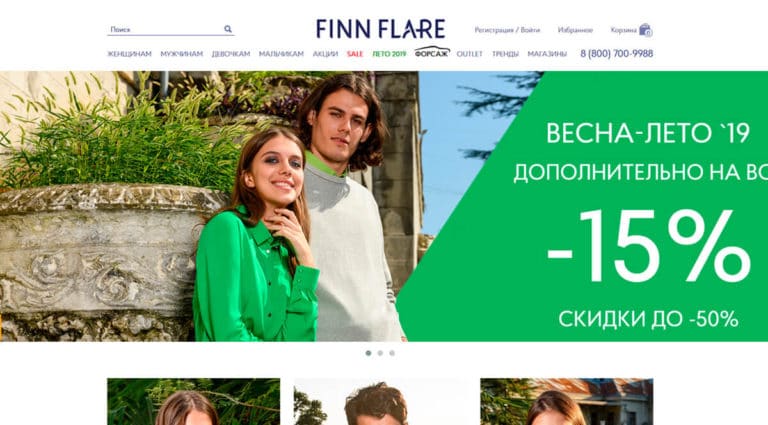 Поиск
FINN FLARE
Регистрация / Войти Избранное Корзина
ЖЕНЩИНАМ МУЖЧИНАМ ДЕВОЧКАМ МАЛЬЧИКАМ АКЦИИ SALE ЛЕТО 2019 ФОРСАЖ OUTLET ТРЕНДЫ МАГАЗИНЫ 8 (800) 700-9988
ВЕСНА-ЛЕТО `19
ДОПОЛНИТЕЛЬНО НА ВС
-15%
СКИДКИ ДО -50%